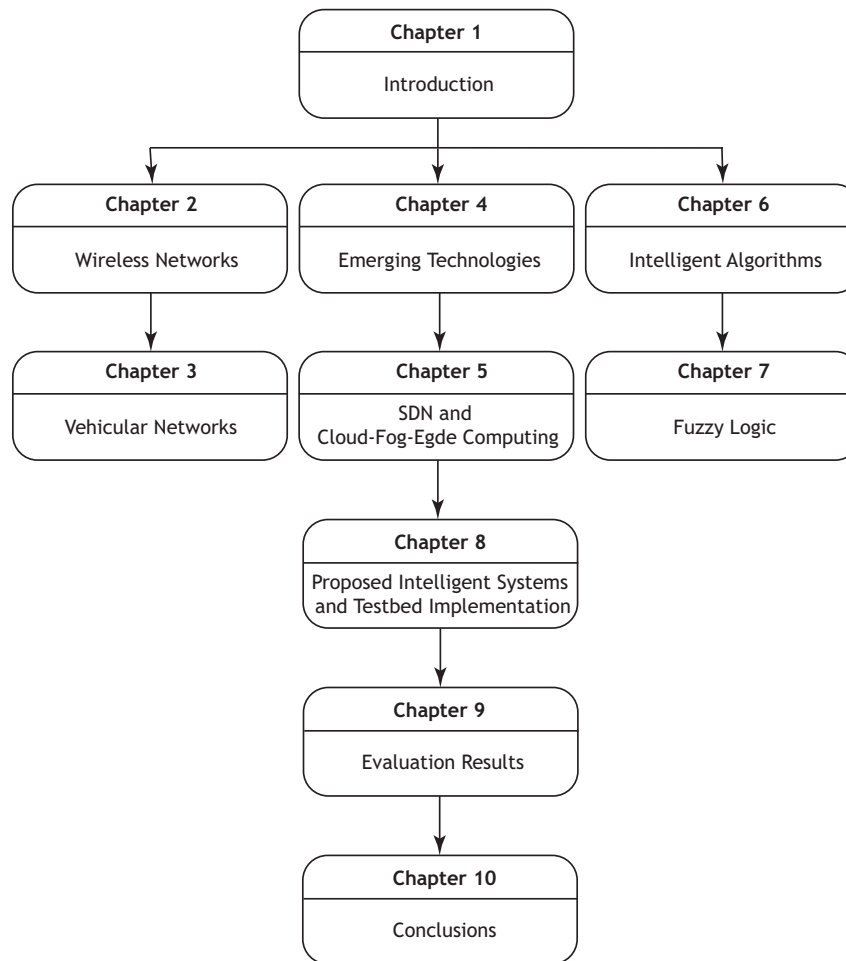 Chapter 1
Introduction
Chapter 2
Wireless Networks
Chapter 4
Emerging Technologies
Chapter 6
Intelligent Algorithms
Chapter 3
Vehicular Networks
Chapter 5
SDN and
Cloud-Fog-Egde Computing
Chapter 7
Fuzzy Logic
Chapter 8
Proposed Intelligent Systems
and Testbed Implementation
Chapter 9
Evaluation Results
Chapter 10
Conclusions